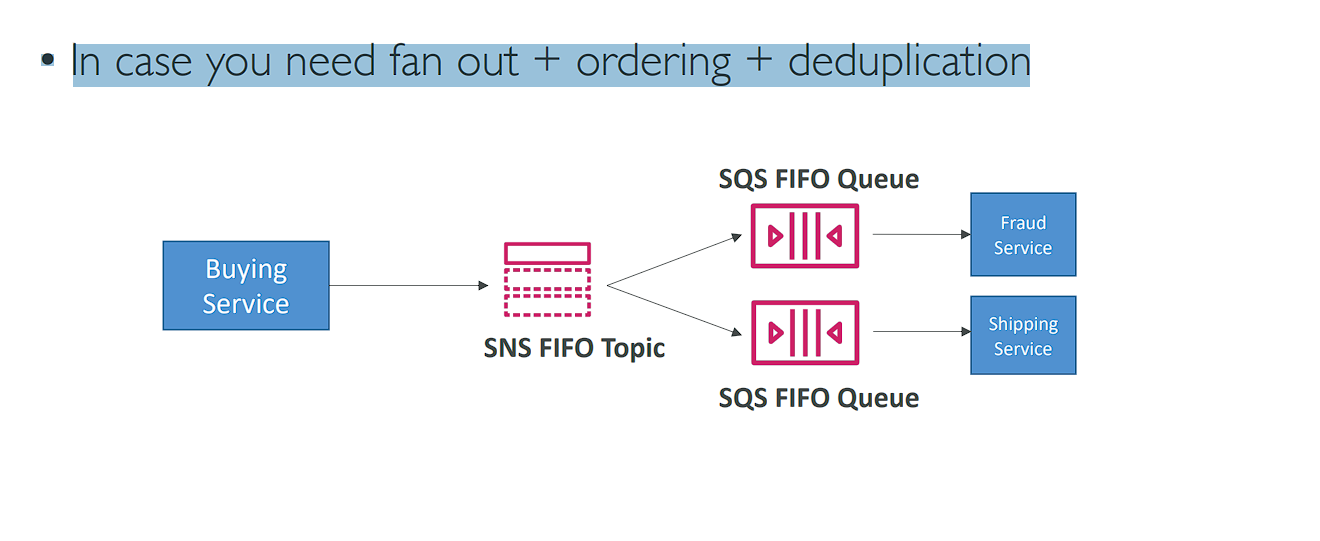 • In case you need fan out + ordering + deduplication
SQS FIFO Queue
Fraud
Service
Buying
Service
Shipping
Service
SNS FIFO Topic
SQS FIFO Queue